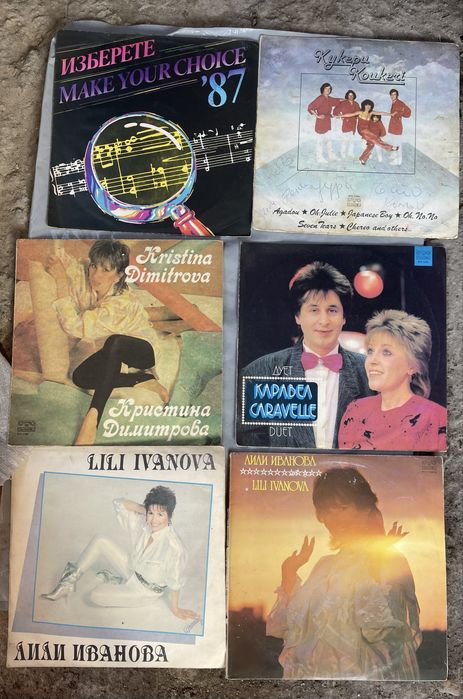 ИЗБЕРЕТЕ
MAKE YOUR CHOICE
'87
Кукери
Koukeri
Agadou ★ Oh Julie ★ Japanese Boy ★ Oh, No, No
Seven Tears ★ Chereo and others
Kristina
Dimitrova
Кристина
Димитрова
ДУЕТ
КАРАВЕЛ
CARAVELLE
DUET
LILI IVANOVA
ЛИЛИ ИВАНОВА
ЛИЛИ ИВАНОВА
LILI IVANOVA